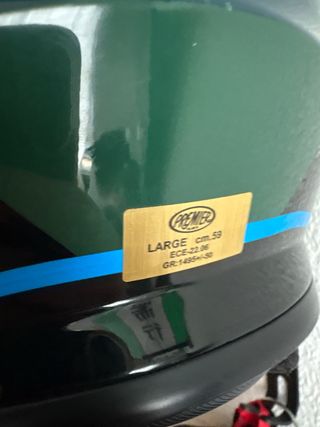 PREMIER
LARGE cm.59
ECE-22.06
GR:1495+/-50